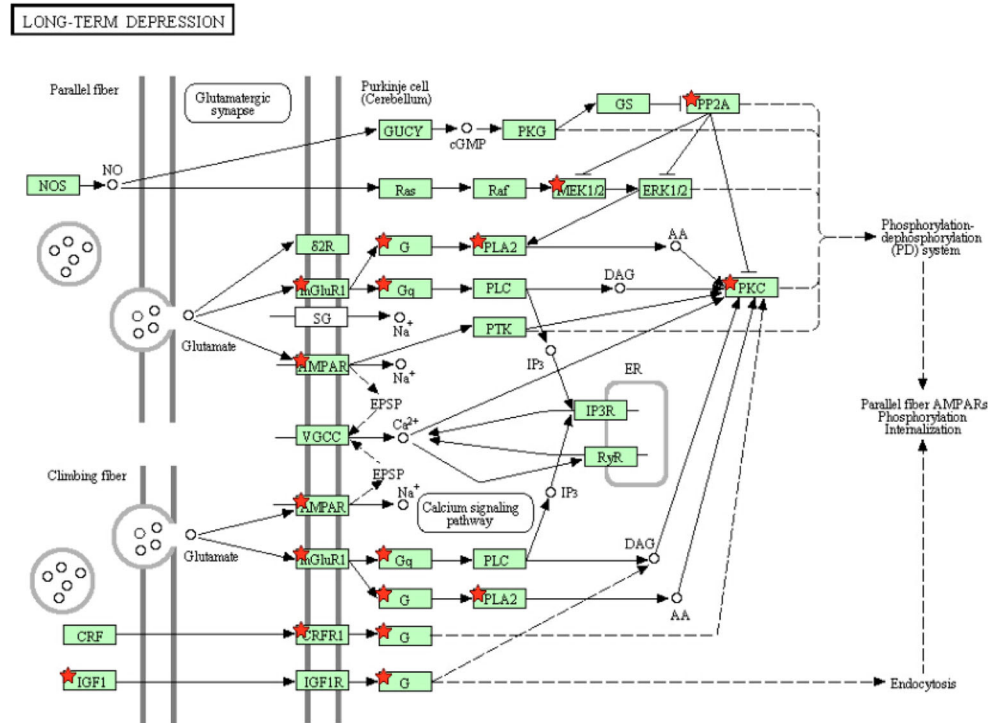 LONG-TERM DEPRESSION
Parallel fiber
Glutamatergic
synapse
Purkinje cell
(Cerebellum)
GS
PP2A
GUCY
cGMP
PKG
NO
NOS
Ras
Raf
MEK1/2
ERK1/2
δ2R
G
PLA2
AA
Phosphorylation-
dephosphorylation
(PD) system
mGluR1
Gq
PLC
DAG
PKC
SG
Na+
PTK
Glutamate
AMPAR
Na+
IP3
ER
EPSP
IP3R
Parallel fiber AMPARs
Phosphorylation
Internalization
Ca2+
VGCC
RyR
Climbing fiber
EPSP
Na+
IP3
AMPAR
Calcium signaling
pathway
Glutamate
DAG
mGluR1
Gq
PLC
G
PLA2
AA
CRF
CRFR1
G
IGF1
IGF1R
G
Endocytosis